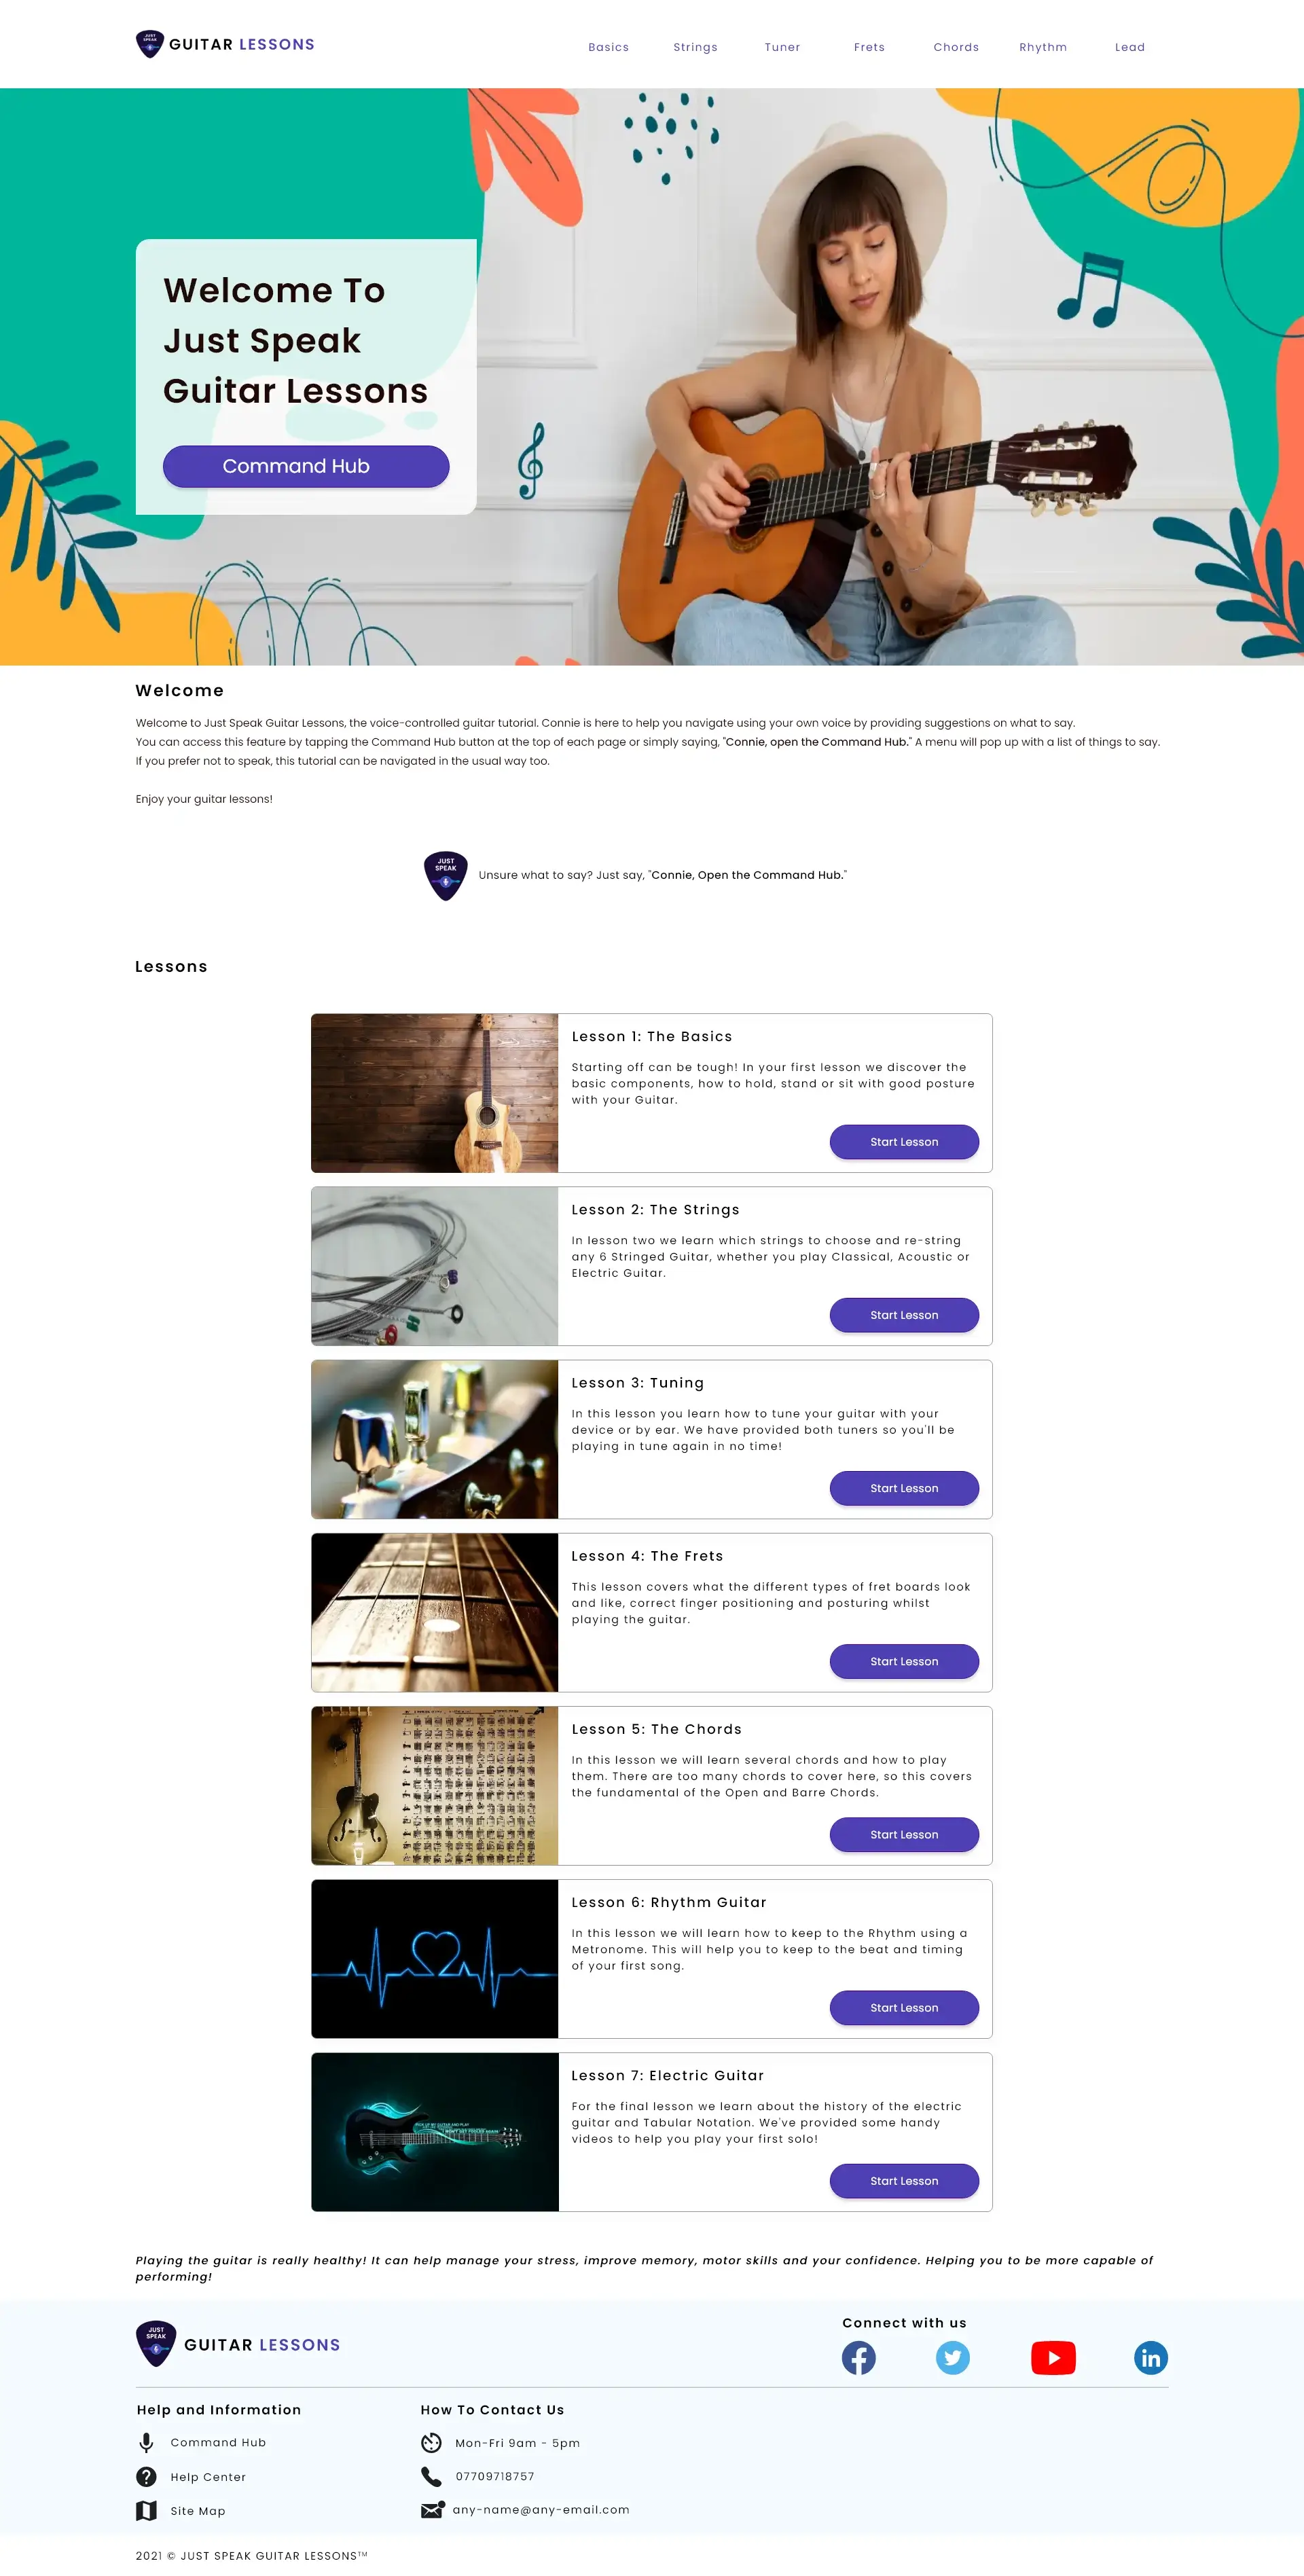 JUST
SPEAK
GUITAR LESSONS
Basics
Strings
Tuner
Frets
Chords
Rhythm
Lead
Welcome To
Just Speak
Guitar Lessons
Command Hub
Welcome
Welcome to Just Speak Guitar Lessons, the voice-controlled guitar tutorial. Connie is here to help you navigate using your own voice by providing suggestions on what to say.
You can access this feature by tapping the Command Hub button at the top of each page or simply saying, "Connie, open the Command Hub." A menu will pop up with a list of things to say.
If you prefer not to speak, this tutorial can be navigated in the usual way too.
Enjoy your guitar lessons!
JUST
SPEAK
Unsure what to say? Just say, "Connie, Open the Command Hub."
Lessons
Lesson 1: The Basics
Starting off can be tough! In your first lesson we discover the
basic components, how to hold, stand or sit with good posture
with your Guitar.
Start Lesson
Lesson 2: The Strings
In lesson two we learn which strings to choose and re-string
any 6 Stringed Guitar, whether you play Classical, Acoustic or
Electric Guitar.
Start Lesson
Lesson 3: Tuning
In this lesson you learn how to tune your guitar with your
device or by ear. We have provided both tuners so you'll be
playing in tune again in no time!
Start Lesson
Lesson 4: The Frets
This lesson covers what the different types of fret boards look
and like, correct finger positioning and posturing whilst
playing the guitar.
Start Lesson
Lesson 5: The Chords
In this lesson we will learn several chords and how to play
them. There are too many chords to cover here, so this covers
the fundamental of the Open and Barre Chords.
Start Lesson
Lesson 6: Rhythm Guitar
In this lesson we will learn how to keep to the Rhythm using a
Metronome. This will help you to keep to the beat and timing
of your first song.
Start Lesson
Lesson 7: Electric Guitar
For the final lesson we learn about the history of the electric
guitar and Tabular Notation. We've provided some handy
videos to help you play your first solo!
Start Lesson
Playing the guitar is really healthy! It can help manage your stress, improve memory, motor skills and your confidence. Helping you to be more capable of
performing!
JUST
SPEAK
GUITAR LESSONS
Connect with us
Help and Information
Command Hub
Help Center
Site Map
How To Contact Us
Mon-Fri 9am - 5pm
07709718757
any-name@any-email.com
2021 © JUST SPEAK GUITAR LESSONS™